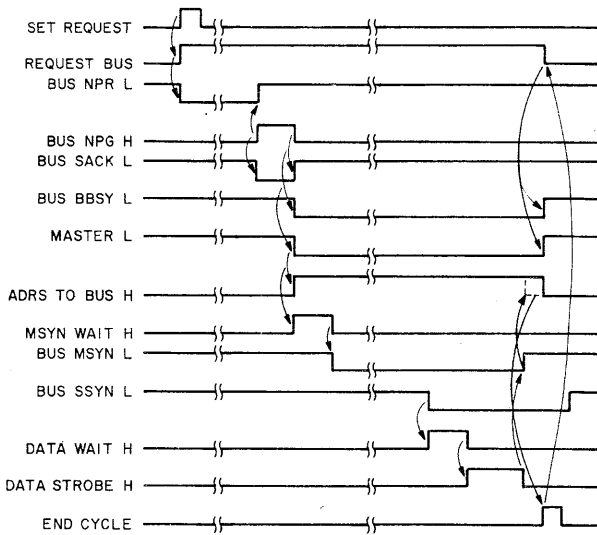 SET REQUEST
REQUEST BUS
BUS NPR L
BUS NPG H
BUS SACK L
BUS BBSY L
MASTER L
ADRS TO BUS H
MSYN WAIT H
BUS MSYN L
BUS SSYN L
DATA WAIT H
DATA STROBE H
END CYCLE